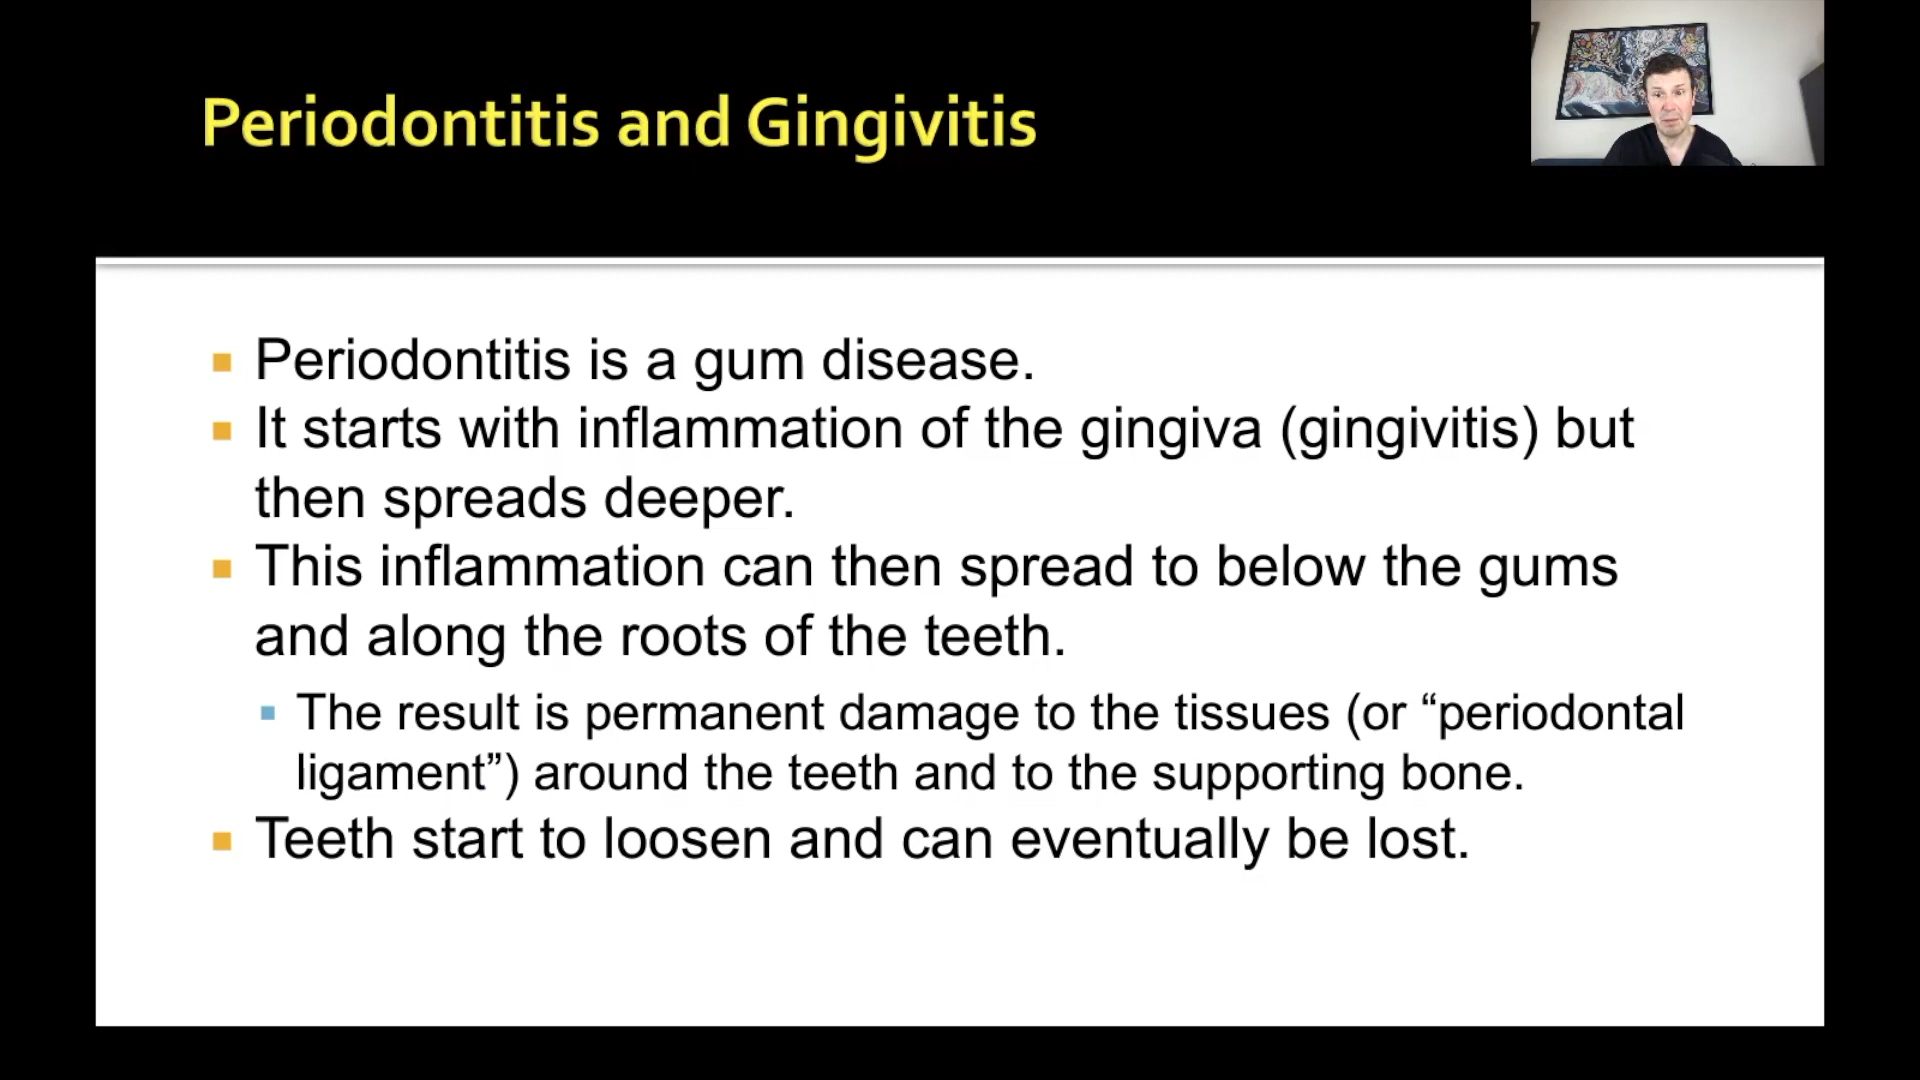 Periodontitis and Gingivitis
Periodontitis is a gum disease.
It starts with inflammation of the gingiva (gingivitis) but
then spreads deeper.
This inflammation can then spread to below the gums
and along the roots of the teeth.
The result is permanent damage to the tissues (or “periodontal
ligament”) around the teeth and to the supporting bone.
Teeth start to loosen and can eventually be lost.